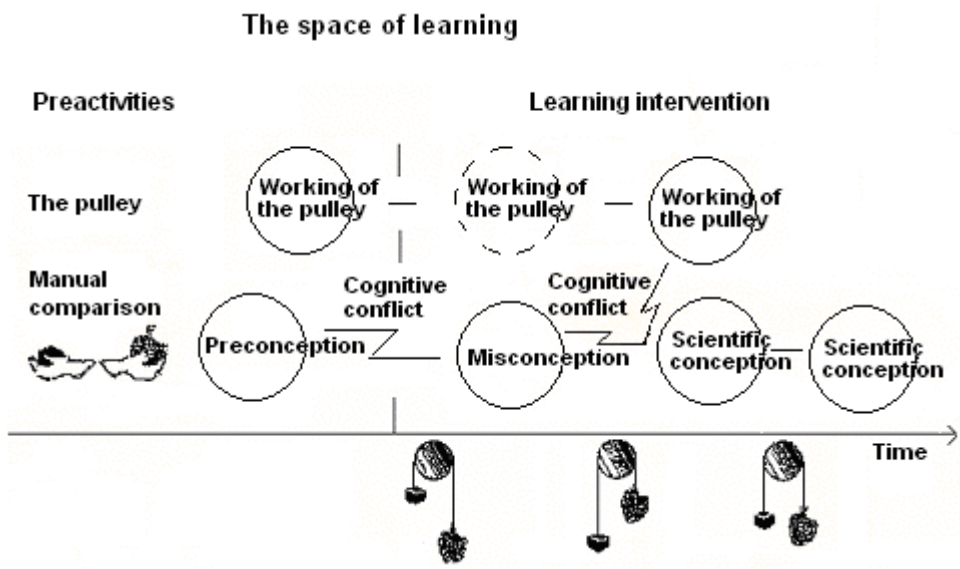 The space of learning
Preactivities
Learning intervention
The pulley
Working of
the pulley
Working of
the pulley
Working of
the pulley
Manual
comparison
Cognitive
conflict
Cognitive
conflict
Preconception
Misconception
Scientific
conception
Scientific
conception
Time